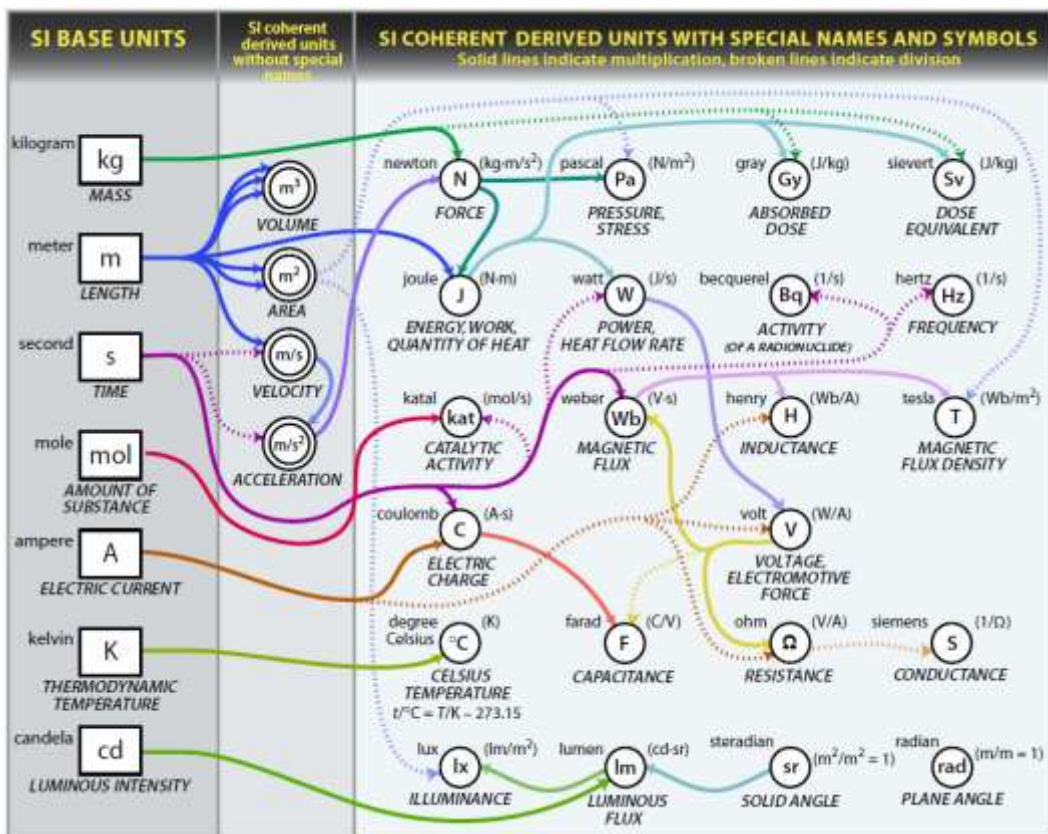 SI BASE UNITS
SI coherent
derived units
without special
names
SI COHERENT DERIVED UNITS WITH SPECIAL NAMES AND SYMBOLS
Solid lines indicate multiplication, broken lines indicate division
kilogram
kg
MASS
meter
m
LENGTH
second
s
TIME
mole
mol
AMOUNT OF
SUBSTANCE
ampere
A
ELECTRIC CURRENT
kelvin
K
THERMODYNAMIC
TEMPERATURE
candela
cd
LUMINOUS INTENSITY
m³
VOLUME
m²
AREA
m/s
VELOCITY
m/s²
ACCELERATION
newton (kg·m/s²)
N
FORCE
pascal (N/m²)
Pa
PRESSURE,
STRESS
gray (J/kg)
Gy
ABSORBED
DOSE
sievert (J/kg)
Sv
DOSE
EQUIVALENT
joule (N·m)
J
ENERGY, WORK,
QUANTITY OF HEAT
watt (J/s)
W
POWER,
HEAT FLOW RATE
becquerel (1/s)
Bq
ACTIVITY
(OF A RADIONUCLIDE)
hertz (1/s)
Hz
FREQUENCY
katal (mol/s)
kat
CATALYTIC
ACTIVITY
weber (V·s)
Wb
MAGNETIC
FLUX
henry (Wb/A)
H
INDUCTANCE
tesla (Wb/m²)
T
MAGNETIC
FLUX DENSITY
coulomb (A·s)
C
ELECTRIC
CHARGE
volt (W/A)
V
VOLTAGE,
ELECTROMOTIVE
FORCE
degree (K)
Celsius
°C
CELSIUS
TEMPERATURE
t/°C = T/K – 273.15
farad (C/V)
F
CAPACITANCE
ohm (V/A)
Ω
RESISTANCE
siemens (1/Ω)
S
CONDUCTANCE
lux (lm/m²)
lx
ILLUMINANCE
lumen (cd·sr)
lm
LUMINOUS
FLUX
steradian
sr (m²/m² = 1)
SOLID ANGLE
radian
rad (m/m = 1)
PLANE ANGLE